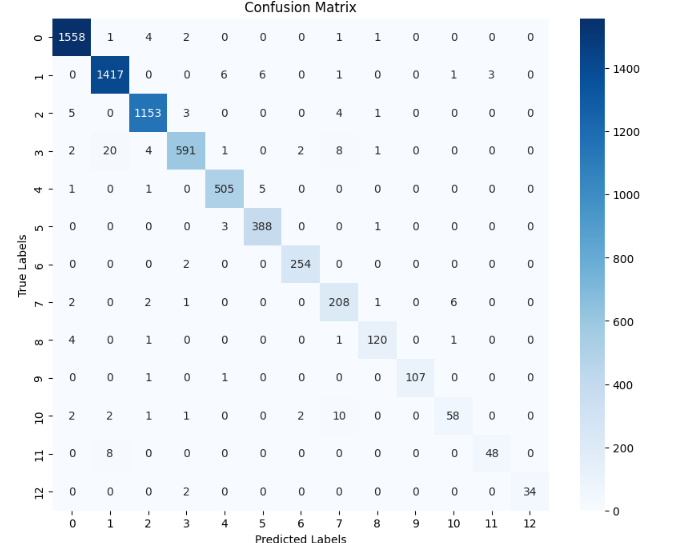 Confusion Matrix
0 1558 1 4 2 0 0 0 1 1 0 0 0 0
1 0 1417 0 0 6 6 0 1 0 0 1 3 0
2 5 0 1153 3 0 0 0 4 1 0 0 0 0
3 2 20 4 591 1 0 2 8 1 0 0 0 0
4 1 0 1 0 505 5 0 0 0 0 0 0 0
5 0 0 0 0 3 388 0 0 1 0 0 0 0
6 0 0 0 2 0 0 254 0 0 0 0 0 0
7 2 0 2 1 0 0 0 208 1 0 6 0 0
8 4 0 1 0 0 0 0 1 120 0 1 0 0
9 0 0 1 0 1 0 0 0 0 107 0 0 0
10 2 2 1 1 0 0 2 10 0 0 58 0 0
11 0 8 0 0 0 0 0 0 0 0 0 48 0
12 0 0 0 2 0 0 0 0 0 0 0 0 34
True Labels
0 1 2 3 4 5 6 7 8 9 10 11 12
Predicted Labels
1400
1200
1000
800
600
400
200
0